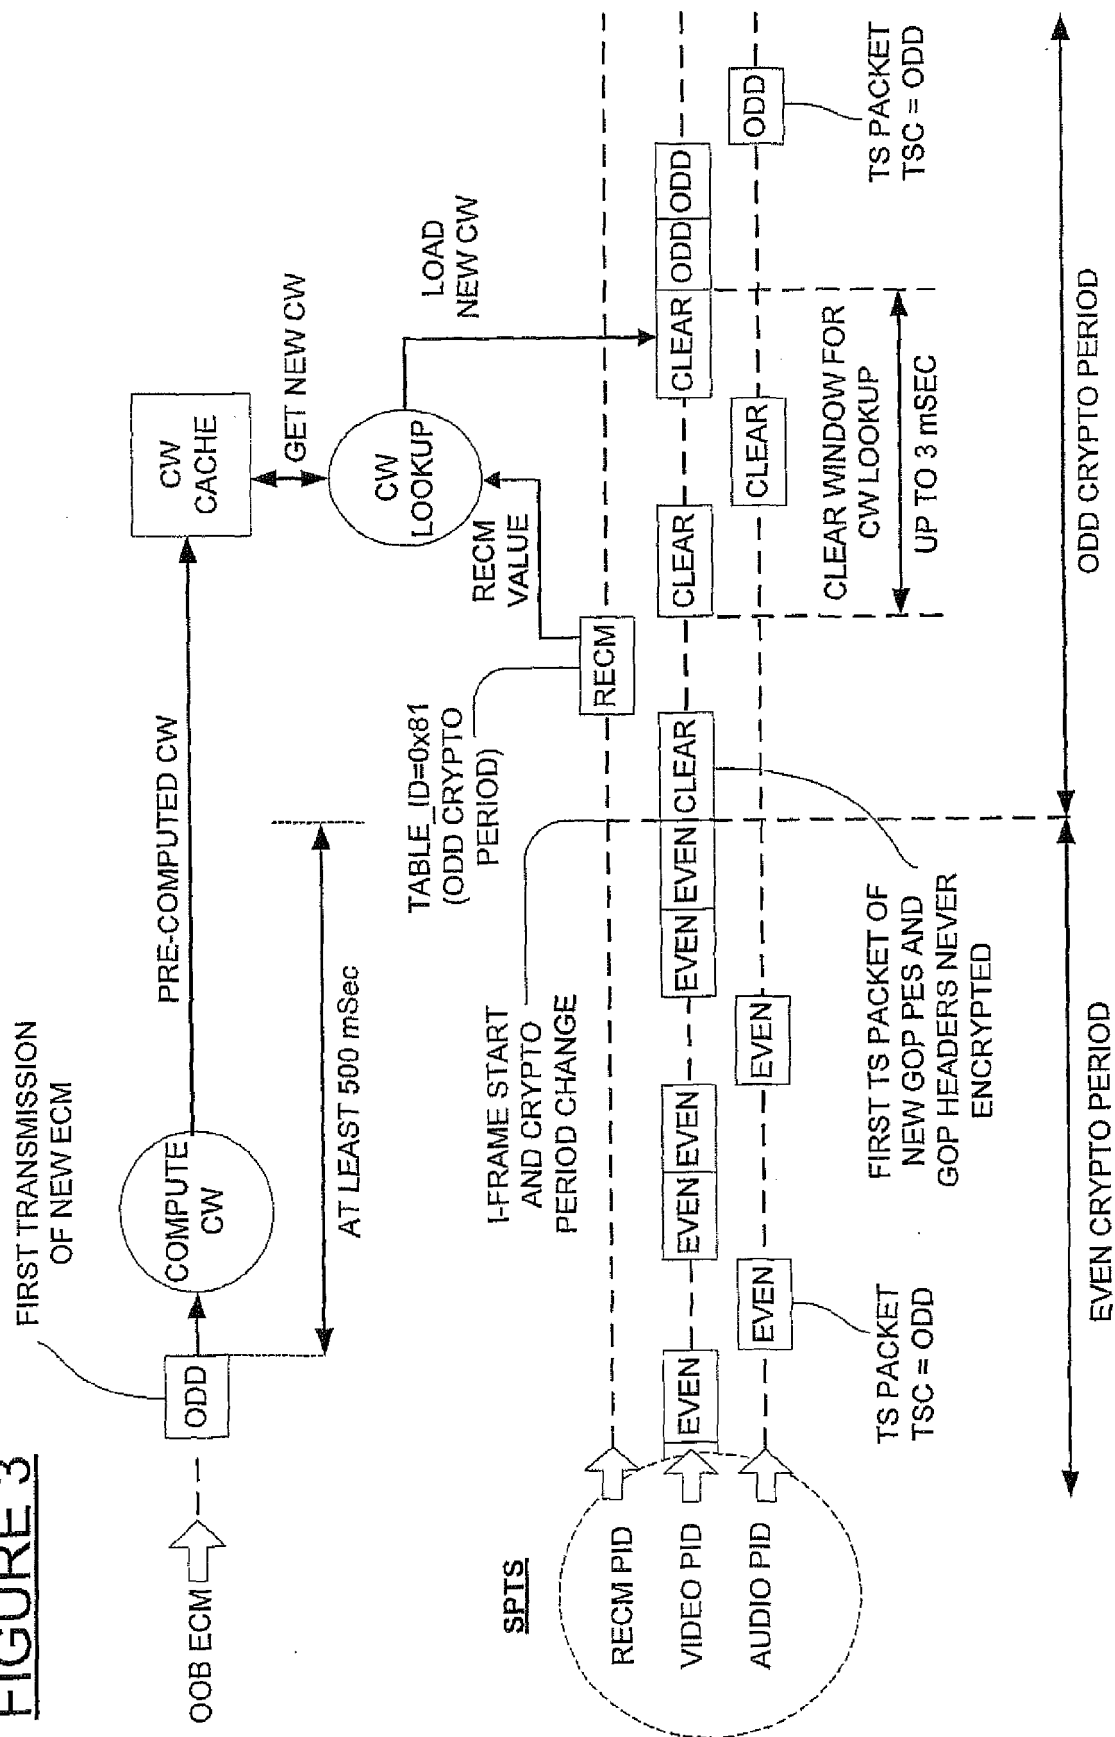 FIGURE 3
OOB ECM
ODD
FIRST TRANSMISSION
OF NEW ECM
COMPUTE
CW
PRE-COMPUTED CW
AT LEAST 500 mSec
CW
CACHE
GET NEW CW
CW
LOOKUP
LOAD
NEW CW
RECM
VALUE
TABLE_ID=0x81
(ODD CRYPTO
PERIOD)
I-FRAME START
AND CRYPTO
PERIOD CHANGE
SPTS
RECM PID
RECM
VIDEO PID
EVEN
EVEN
EVEN
EVEN
EVEN
CLEAR
CLEAR
CLEAR
ODD
ODD
AUDIO PID
EVEN
EVEN
CLEAR
ODD
TS PACKET
TSC = ODD
FIRST TS PACKET OF
NEW GOP PES AND
GOP HEADERS NEVER
ENCRYPTED
CLEAR WINDOW FOR
CW LOOKUP
UP TO 3 mSEC
TS PACKET
TSC = ODD
EVEN CRYPTO PERIOD
ODD CRYPTO PERIOD